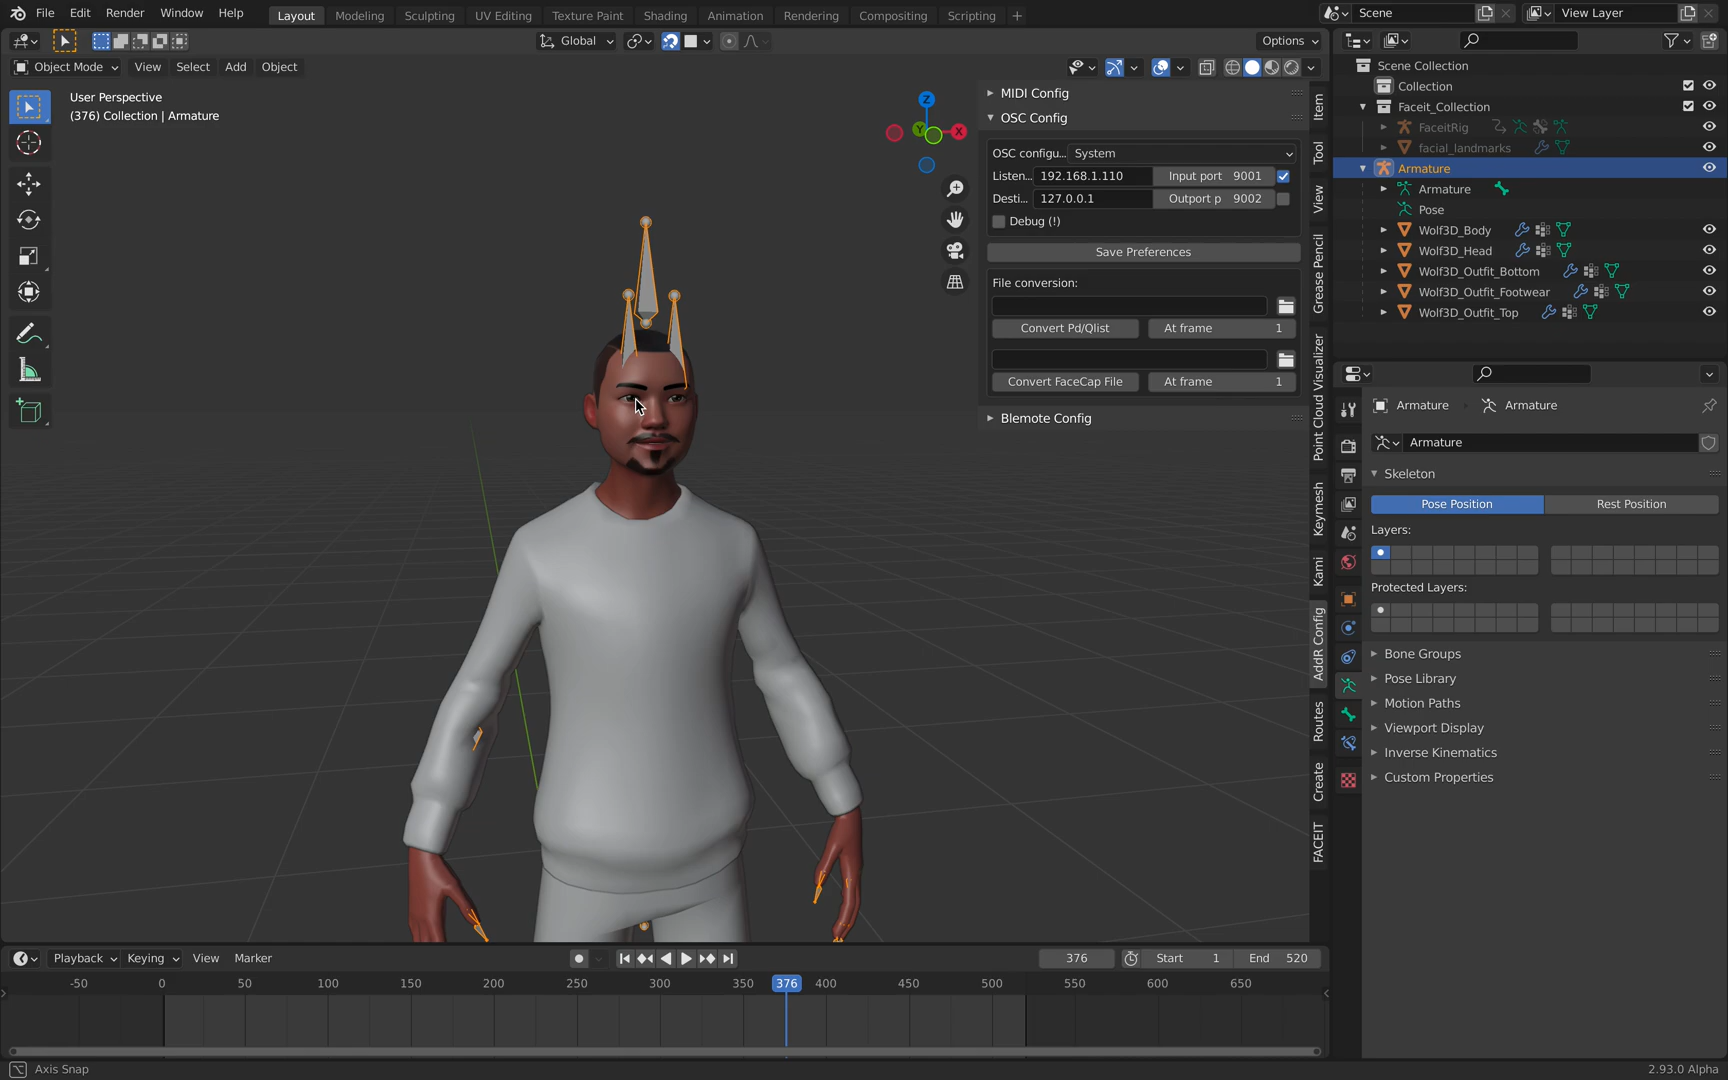 File Edit Render Window Help Layout Modeling Sculpting UV Editing Texture Paint Shading Animation Rendering Compositing Scripting + Scene View Layer
Global Options
Object Mode View Select Add Object
User Perspective
(376) Collection | Armature
Z
Y
X
MIDI Config
OSC Config
OSC configu... System
Listen... 192.168.1.110 Input port 9001
Desti... 127.0.0.1 Outport p 9002
Debug (!)
Save Preferences
File conversion:
Convert Pd/Qlist At frame 1
Convert FaceCap File At frame 1
Blemote Config
Item
Tool
View
Grease Pencil
Point Cloud Visualizer
Keymesh
Kami
AddR Config
Routes
Create
FACEIT
Scene Collection
Collection
Faceit_Collection
FaceitRig
facial_landmarks
Armature
Armature
Pose
Wolf3D_Body
Wolf3D_Head
Wolf3D_Outfit_Bottom
Wolf3D_Outfit_Footwear
Wolf3D_Outfit_Top
Armature Armature
Armature
Skeleton
Pose Position Rest Position
Layers:
Protected Layers:
Bone Groups
Pose Library
Motion Paths
Viewport Display
Inverse Kinematics
Custom Properties
Playback Keying View Marker 376 Start 1 End 520
-50 0 50 100 150 200 250 300 350 376 400 450 500 550 600 650
Axis Snap 2.93.0 Alpha